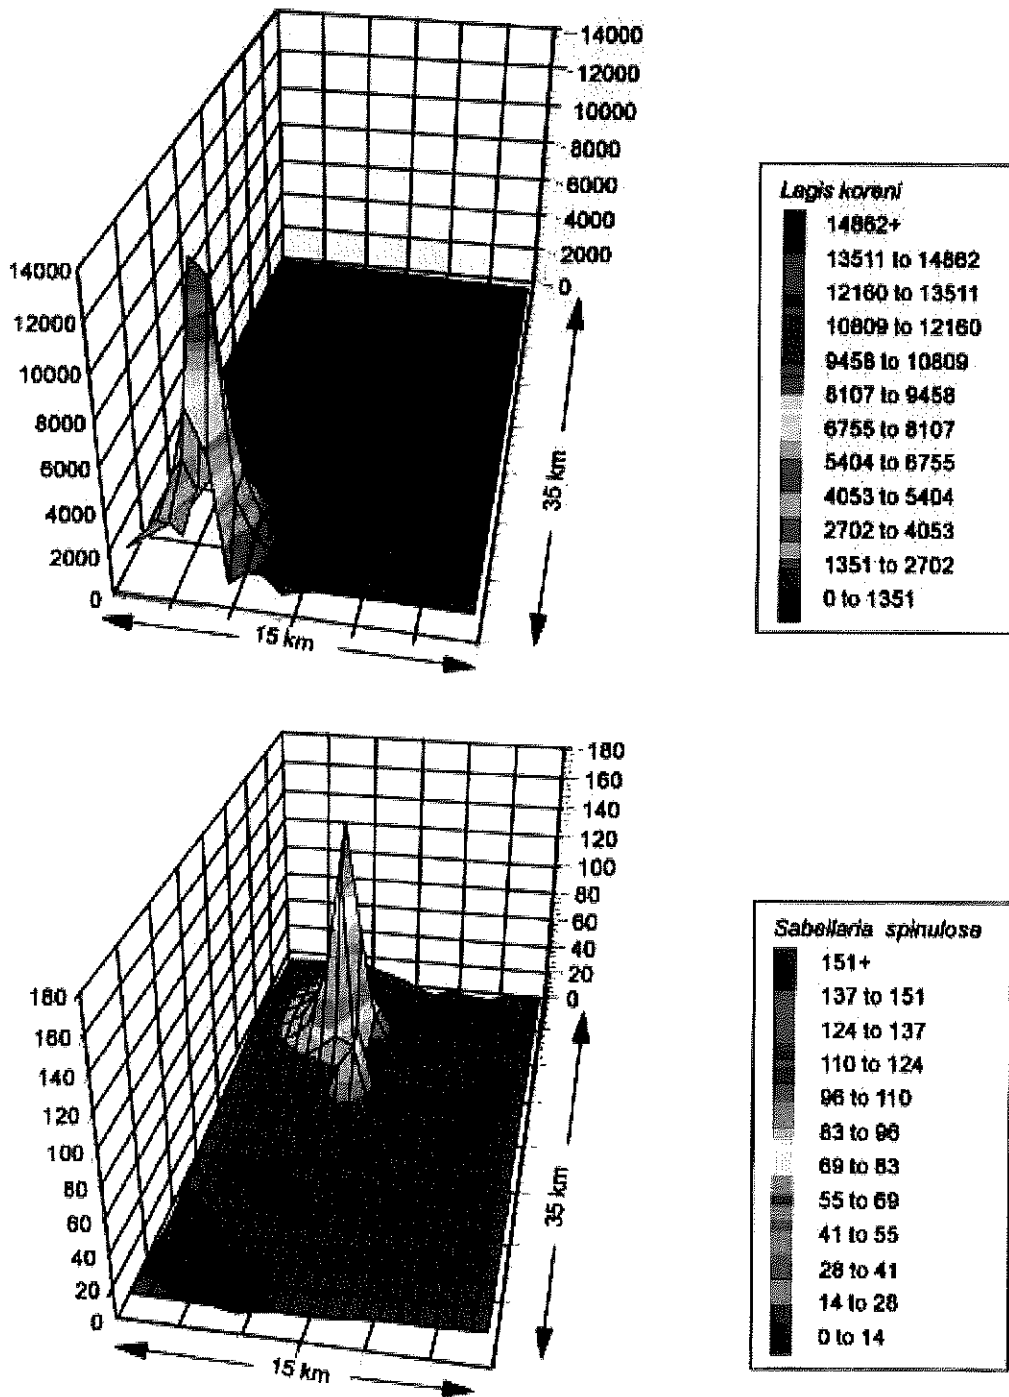 14000
12000
10000
8000
6000
4000
2000
0
14000
12000
10000
8000
6000
4000
2000
0
15 km
35 km
Lagis koreni
14862+
13511 to 14862
12160 to 13511
10809 to 12160
9458 to 10809
8107 to 9458
6755 to 8107
5404 to 6755
4053 to 5404
2702 to 4053
1351 to 2702
0 to 1351
180
160
140
120
100
80
60
40
20
0
180
160
140
120
100
80
60
40
20
0
15 km
35 km
Sabellaria spinulosa
151+
137 to 151
124 to 137
110 to 124
96 to 110
83 to 96
69 to 83
55 to 69
41 to 55
28 to 41
14 to 28
0 to 14